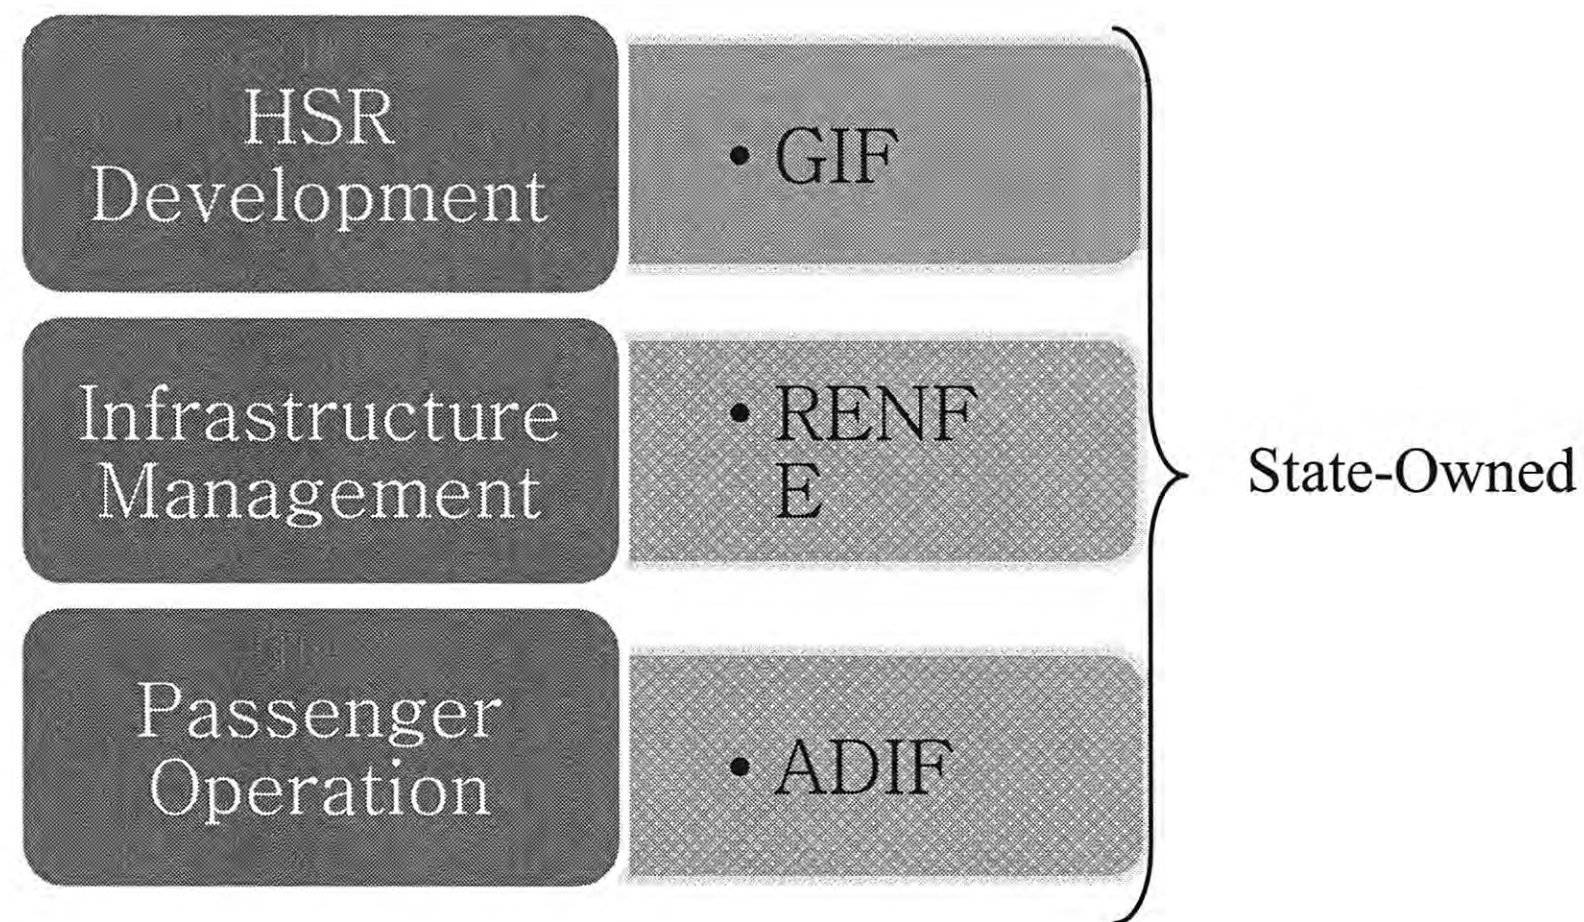 HSR
Development
• GIF
Infrastructure
Management
• RENF
E
Passenger
Operation
• ADIF
State-Owned